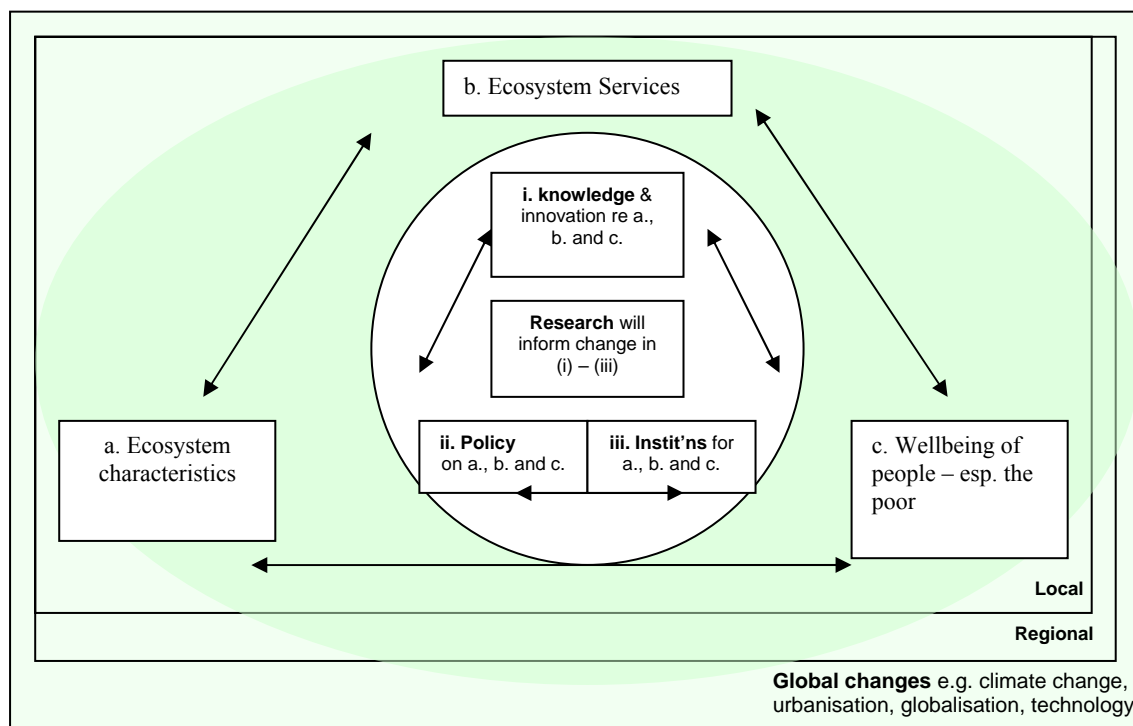 b. Ecosystem Services
i. knowledge &
innovation re a.,
b. and c.
Research will
inform change in
(i) – (iii)
a. Ecosystem
characteristics
ii. Policy
on a., b. and c.
iii. Instit'ns for
a., b. and c.
c. Wellbeing of
people – esp. the
poor
Local
Regional
Global changes e.g. climate change,
urbanisation, globalisation, technology